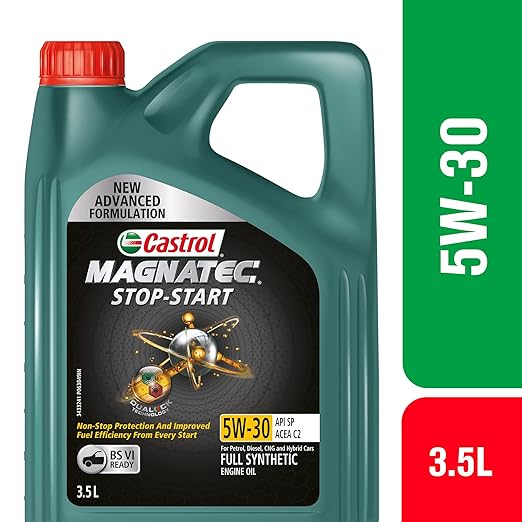 NEW
ADVANCED
FORMULATION
Castrol
MAGNATEC®
STOP-START
DUALOCK
TECHNOLOGY
Non-Stop Protection And Improved
Fuel Efficiency From Every Start
5W-30
API SP
ACEA C2
For Petrol, Diesel, CNG and Hybrid Cars
FULL SYNTHETIC
ENGINE OIL
BS VI
READY
3.5L
5W-30
3.5L